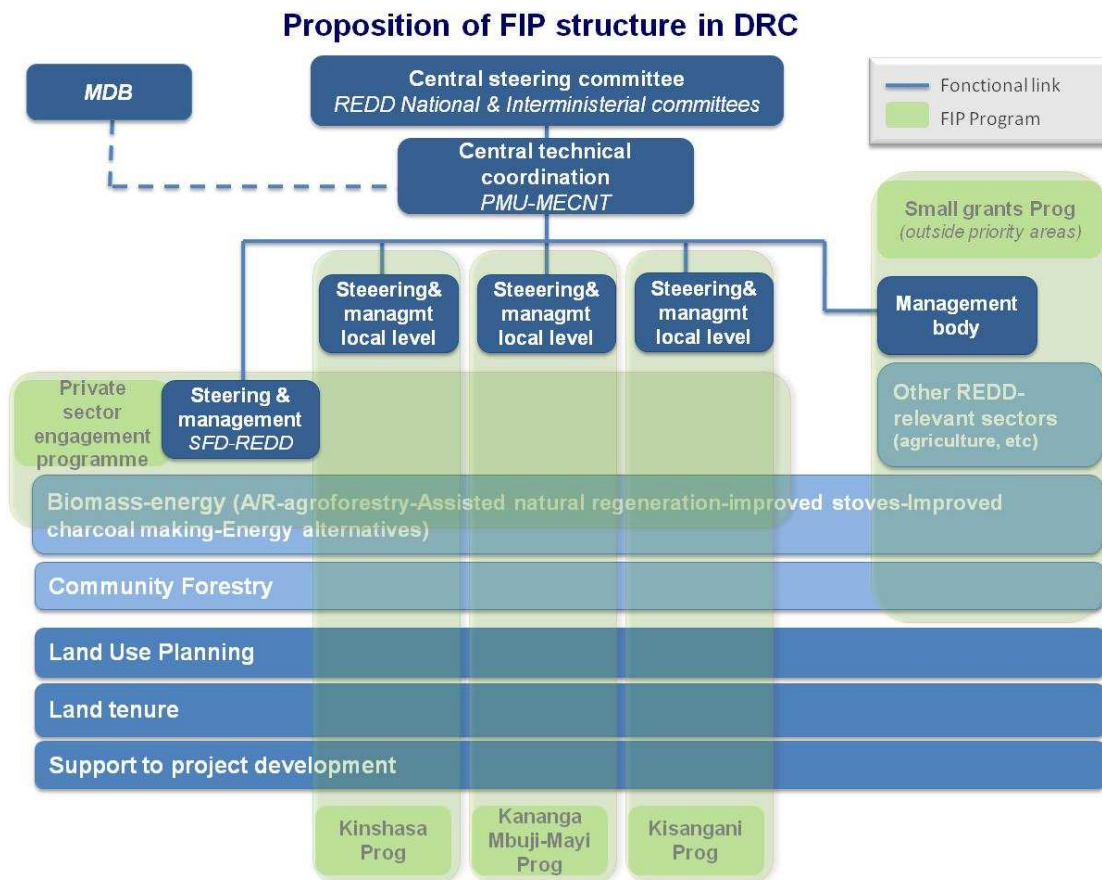 Proposition of FIP structure in DRC
MDB
Central steering committee
REDD National & Interministerial committees
Fonctional link
FIP Program
Central technical
coordination
PMU-MECNT
Small grants Prog
(outside priority areas)
Steeering&
managmt
local level
Steeering&
managmt
local level
Steeering&
managmt
local level
Management
body
Private
sector
engagement
programme
Steering &
management
SFD-REDD
Other REDD-
relevant sectors
(agriculture, etc)
Biomass-energy (A/R-agroforestry-Assisted natural regeneration-improved stoves-Improved
charcoal making-Energy alternatives)
Community Forestry
Land Use Planning
Land tenure
Support to project development
Kinshasa
Prog
Kananga
Mbuji-Mayi
Prog
Kisangani
Prog